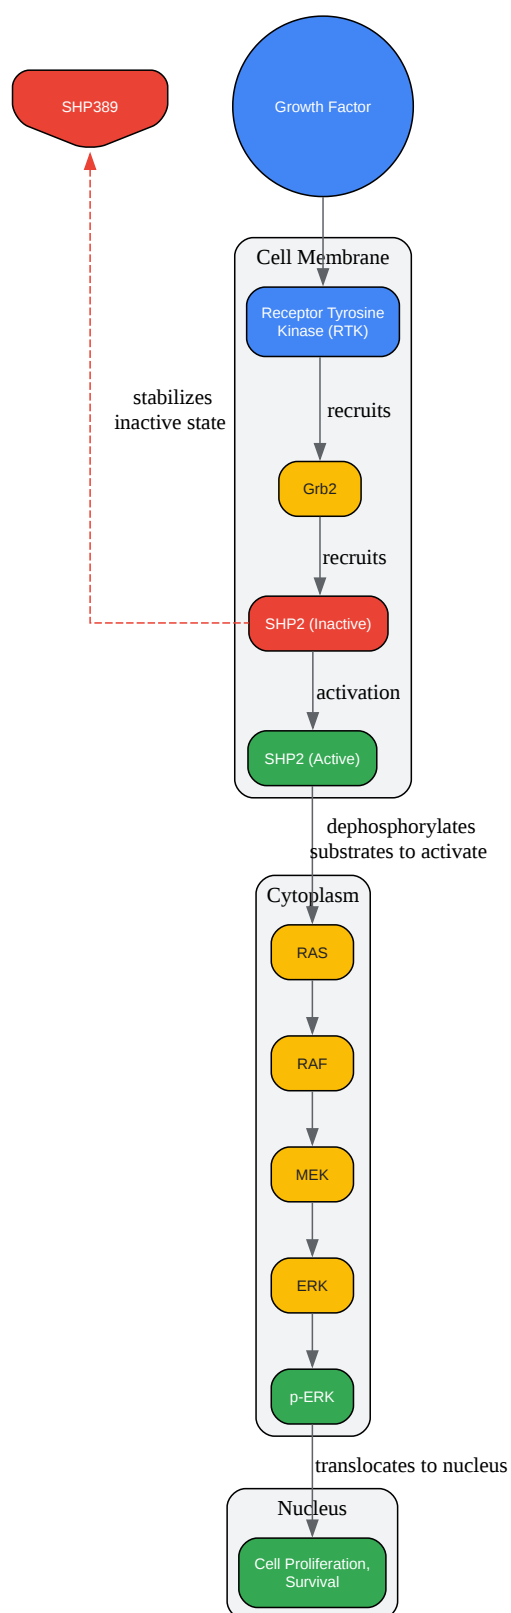 SHP389
Growth Factor
Cell Membrane
Receptor Tyrosine
Kinase (RTK)
stabilizes
inactive state
recruits
Grb2
recruits
SHP2 (Inactive)
activation
SHP2 (Active)
dephosphorylates
substrates to activate
Cytoplasm
RAS
RAF
MEK
ERK
p-ERK
translocates to nucleus
Nucleus
Cell Proliferation,
Survival